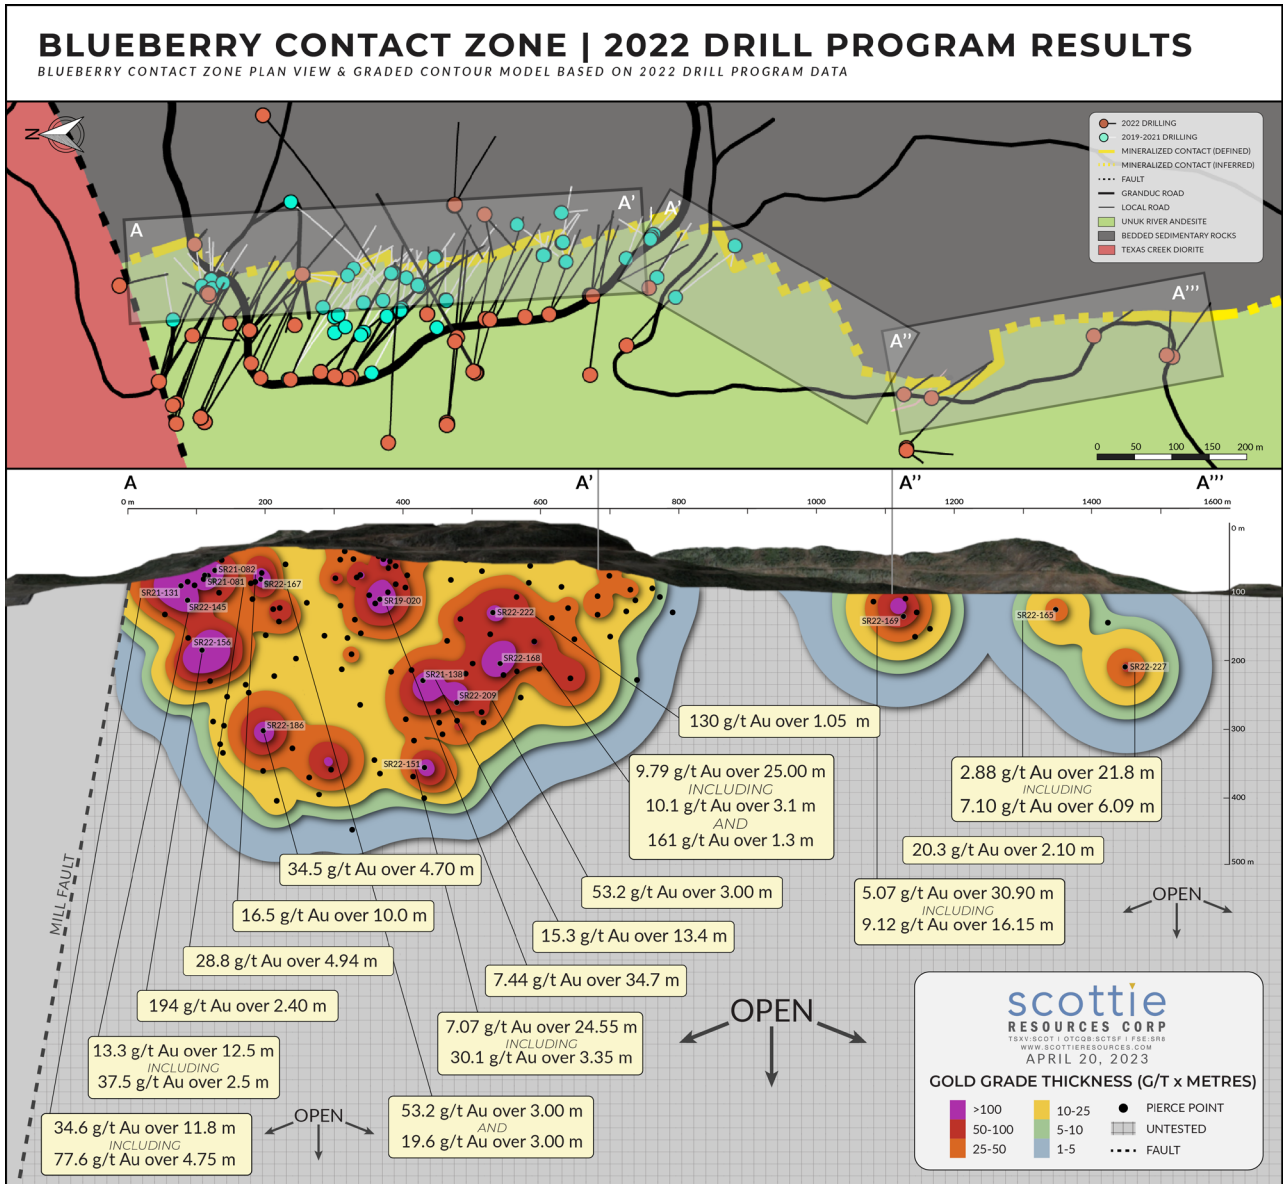 BLUEBERRY CONTACT ZONE | 2022 DRILL PROGRAM RESULTS
BLUEBERRY CONTACT ZONE PLAN VIEW & GRADED CONTOUR MODEL BASED ON 2022 DRILL PROGRAM DATA
N
A
A'
A'
A''
A'''
2022 DRILLING
2019-2021 DRILLING
MINERALIZED CONTACT (DEFINED)
MINERALIZED CONTACT (INFERRED)
FAULT
GRANDUC ROAD
LOCAL ROAD
UNUK RIVER ANDESITE
BEDDED SEDIMENTARY ROCKS
TEXAS CREEK DIORITE
0 50 100 150 200 m
A A' A'' A'''
0 m 200 400 600 800 1000 1200 1400 1600 m
0 m
100
200
300
400
500 m
SR21-082
SR21-081
SR22-167
SR21-131
SR22-145
SR19-020
SR22-222
SR22-156
SR22-168
SR21-138
SR22-209
SR22-186
SR22-151
SR22-169
SR22-165
SR22-227
MILL FAULT
130 g/t Au over 1.05 m
9.79 g/t Au over 25.00 m
INCLUDING
10.1 g/t Au over 3.1 m
AND
161 g/t Au over 1.3 m
2.88 g/t Au over 21.8 m
INCLUDING
7.10 g/t Au over 6.09 m
20.3 g/t Au over 2.10 m
5.07 g/t Au over 30.90 m
INCLUDING
9.12 g/t Au over 16.15 m
34.5 g/t Au over 4.70 m
53.2 g/t Au over 3.00 m
16.5 g/t Au over 10.0 m
15.3 g/t Au over 13.4 m
28.8 g/t Au over 4.94 m
7.44 g/t Au over 34.7 m
194 g/t Au over 2.40 m
7.07 g/t Au over 24.55 m
INCLUDING
30.1 g/t Au over 3.35 m
13.3 g/t Au over 12.5 m
INCLUDING
37.5 g/t Au over 2.5 m
53.2 g/t Au over 3.00 m
AND
19.6 g/t Au over 3.00 m
34.6 g/t Au over 11.8 m
INCLUDING
77.6 g/t Au over 4.75 m
OPEN
OPEN
OPEN
scottie
RESOURCES CORP
TSXV:SCOT | OTCQB:SCTSF | FSE:SR8
WWW.SCOTTIERESOURCES.COM
APRIL 20, 2023
GOLD GRADE THICKNESS (G/T x METRES)
>100
50-100
25-50
10-25
5-10
1-5
PIERCE POINT
UNTESTED
FAULT